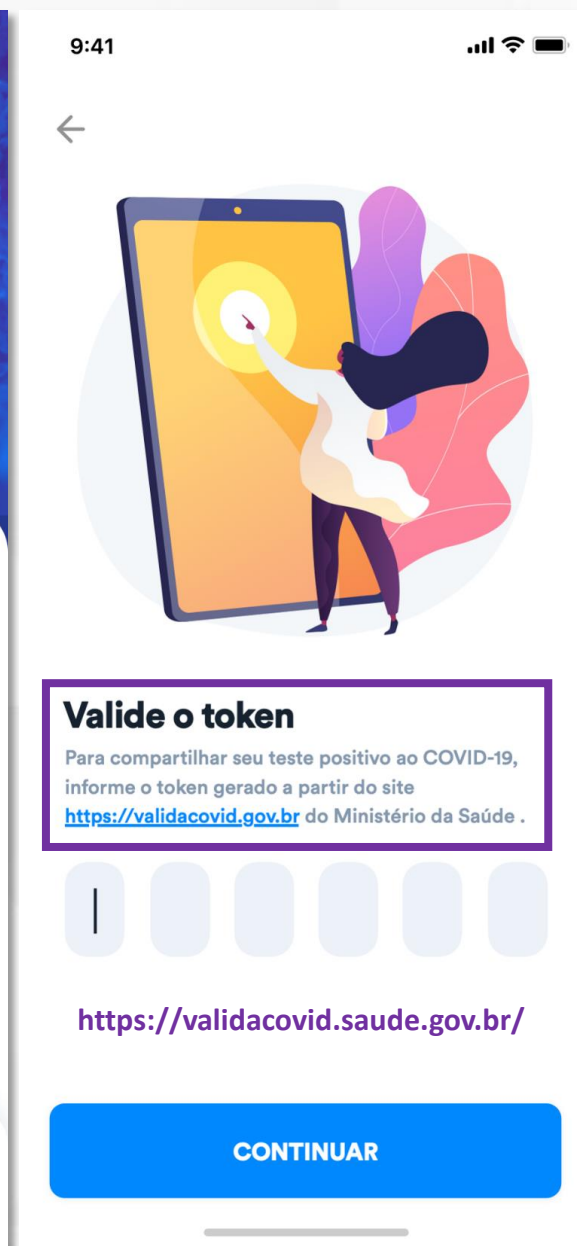 9:41
Valide o token
Para compartilhar seu teste positivo ao COVID-19,
informe o token gerado a partir do site
https://validacovid.gov.br do Ministério da Saúde .
https://validacovid.saude.gov.br/
CONTINUAR